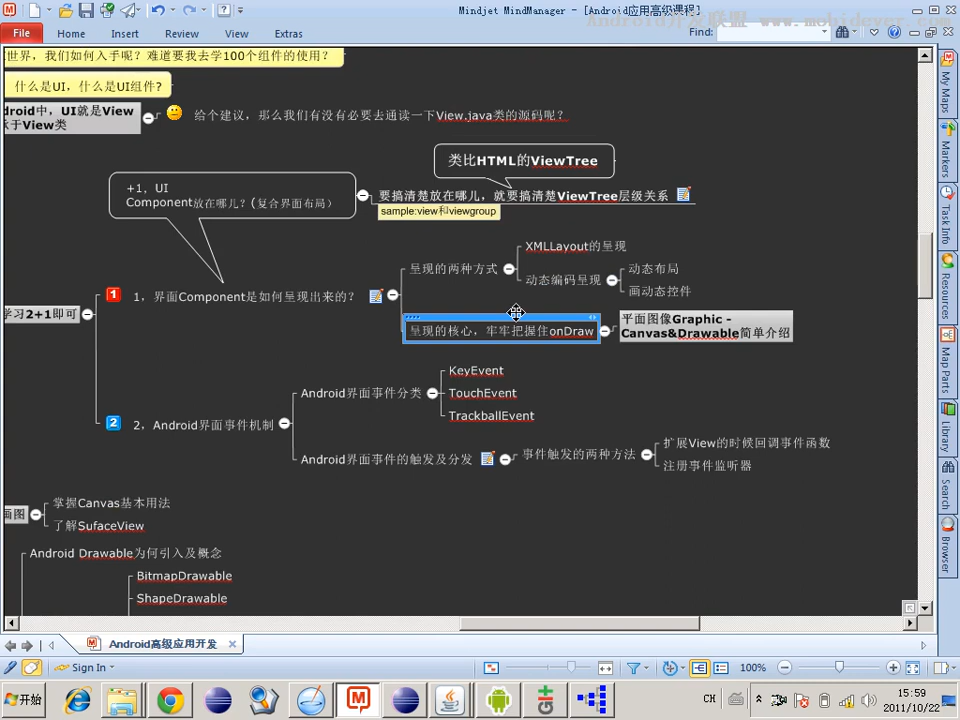 Mindjet MindManager - [Android应用高级课程]
Android开发联盟 www.mobidever.com
File
Home
Insert
Review
View
Extras
Find:
世界，我们如何入手呢？难道要我去学100个组件的使用？
什么是UI，什么是UI组件?
droid中，UI就是View
承于View类
给个建议，那么我们有没有必要去通读一下View.java类的源码呢？
类比HTML的ViewTree
+1，UI
Component放在哪儿？（复合界面布局）
要搞清楚放在哪儿，就要搞清楚ViewTree层级关系
sample:view和viewgroup
XMLLayout的呈现
呈现的两种方式
动态编码呈现
动态布局
画动态控件
学习2+1即可
1
1，界面Component是如何呈现出来的？
呈现的核心，牢牢把握住onDraw
平面图像Graphic -
Canvas&Drawable简单介绍
KeyEvent
Android界面事件分类
TouchEvent
TrackballEvent
2
2，Android界面事件机制
Android界面事件的触发及分发
事件触发的两种方法
扩展View的时候回调事件函数
注册事件监听器
画图
掌握Canvas基本用法
了解SufaceView
Android Drawable为何引入及概念
BitmapDrawable
ShapeDrawable
My Maps
Markers
Task Info
Resources
Map Parts
Library
Search
Browser
Android高级应用开发
Sign In
100%
开始
CH
15:59
2011/10/22